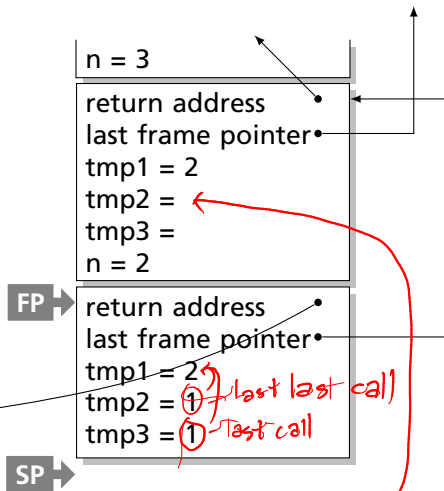 n = 3
return address
last frame pointer
tmp1 = 2
tmp2 =
tmp3 =
n = 2
FP
return address
last frame pointer
tmp1 = 2
tmp2 = 1 last last call
tmp3 = 1 last call
SP